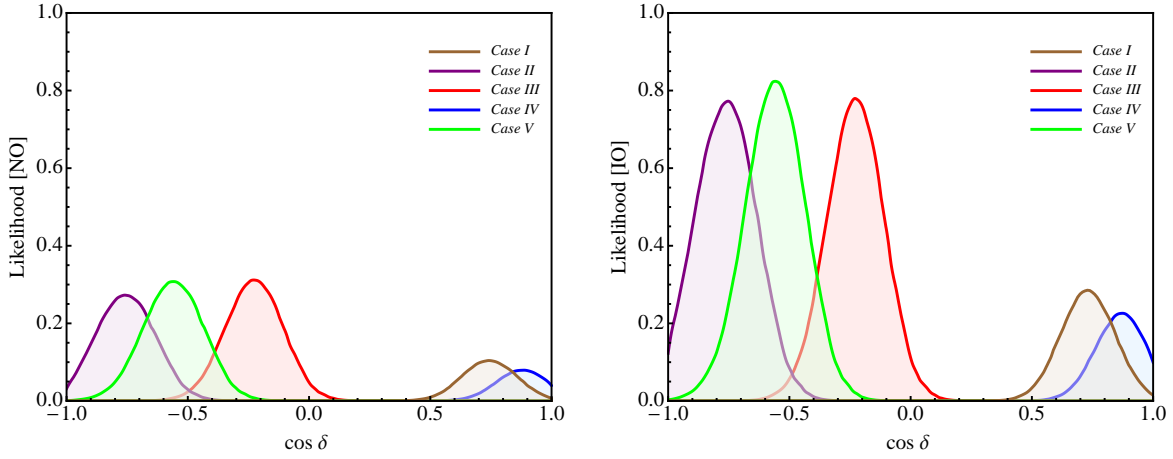 1.0
0.8
0.6
0.4
0.2
0.0
Likelihood [NO]
Case I
Case II
Case III
Case IV
Case V
−1.0
−0.5
0.0
0.5
1.0
cos δ
1.0
0.8
0.6
0.4
0.2
0.0
Likelihood [IO]
Case I
Case II
Case III
Case IV
Case V
−1.0
−0.5
0.0
0.5
1.0
cos δ